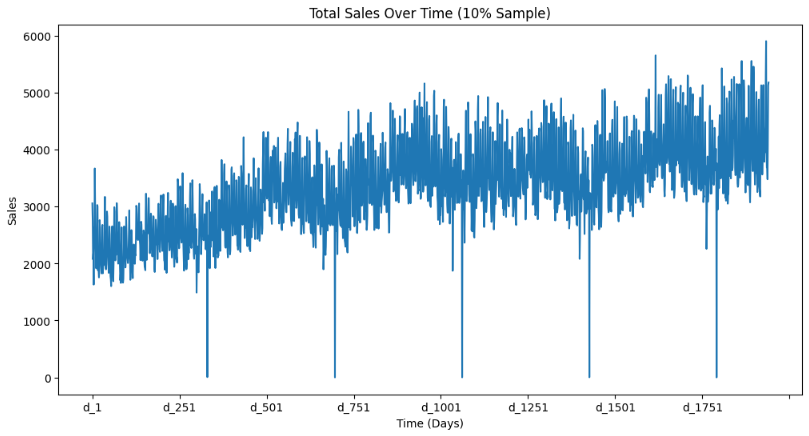 Total Sales Over Time (10% Sample)
6000
5000
4000
3000
2000
1000
0
Sales
d_1 d_251 d_501 d_751 d_1001 d_1251 d_1501 d_1751
Time (Days)